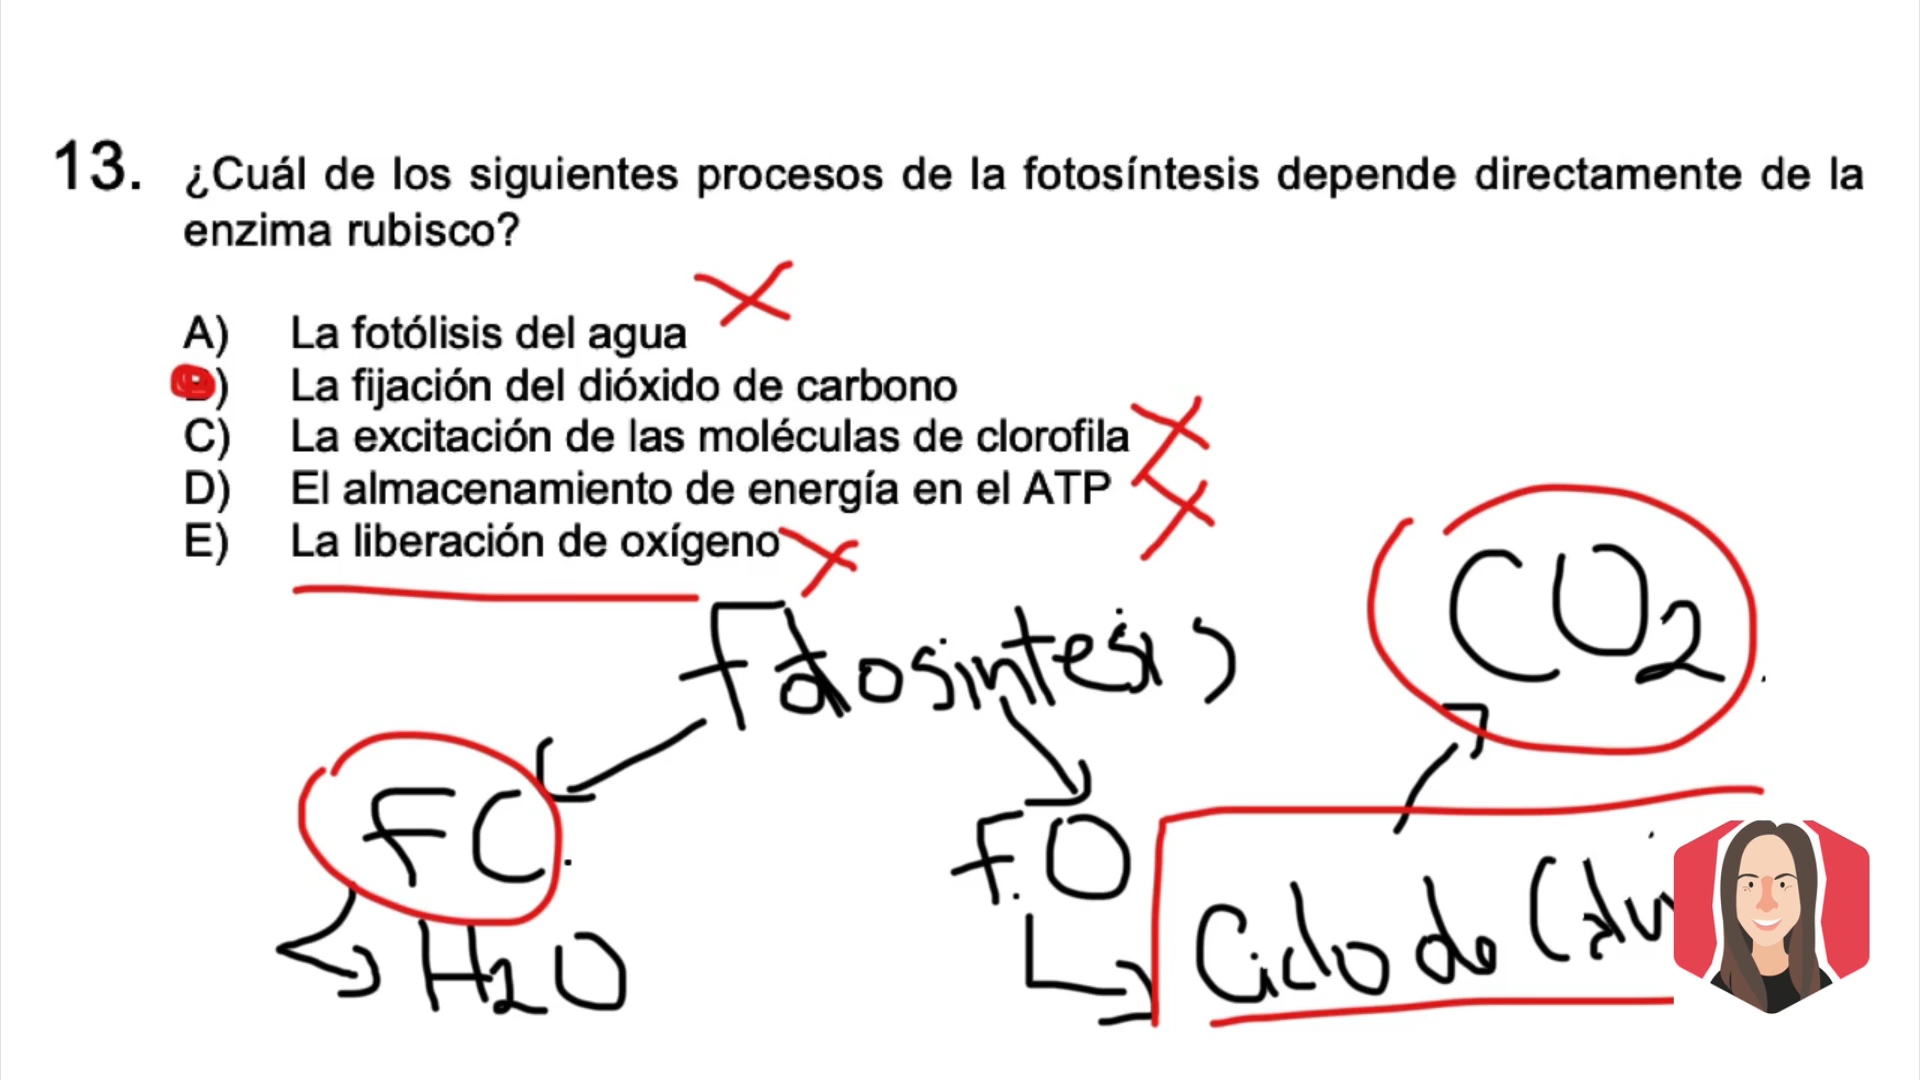 13. ¿Cuál de los siguientes procesos de la fotosíntesis depende directamente de la
enzima rubisco?
A) La fotólisis del agua
) La fijación del dióxido de carbono
C) La excitación de las moléculas de clorofila
D) El almacenamiento de energía en el ATP
E) La liberación de oxígeno
CO2
Fotosintesis
FC.
F.O
H2O
Ciclo de Calvi